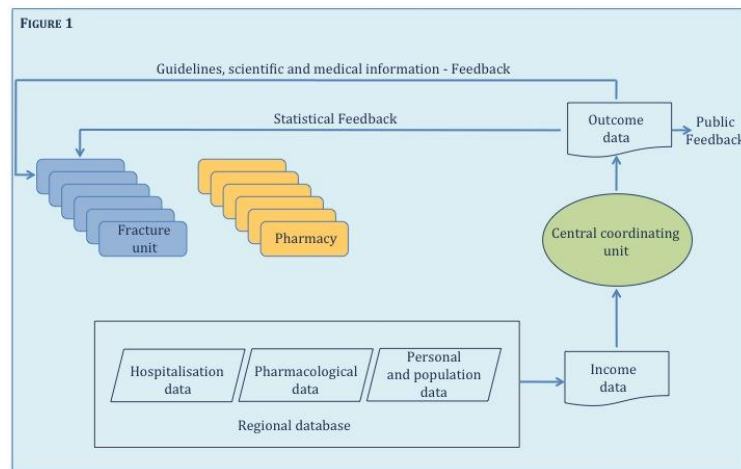 FIGURE 1
Guidelines, scientific and medical information - Feedback
Statistical Feedback
Outcome
data
Public
Feedback
Fracture
unit
Pharmacy
Central coordinating
unit
Hospitalisation
data
Pharmacological
data
Personal
and population
data
Regional database
Income
data